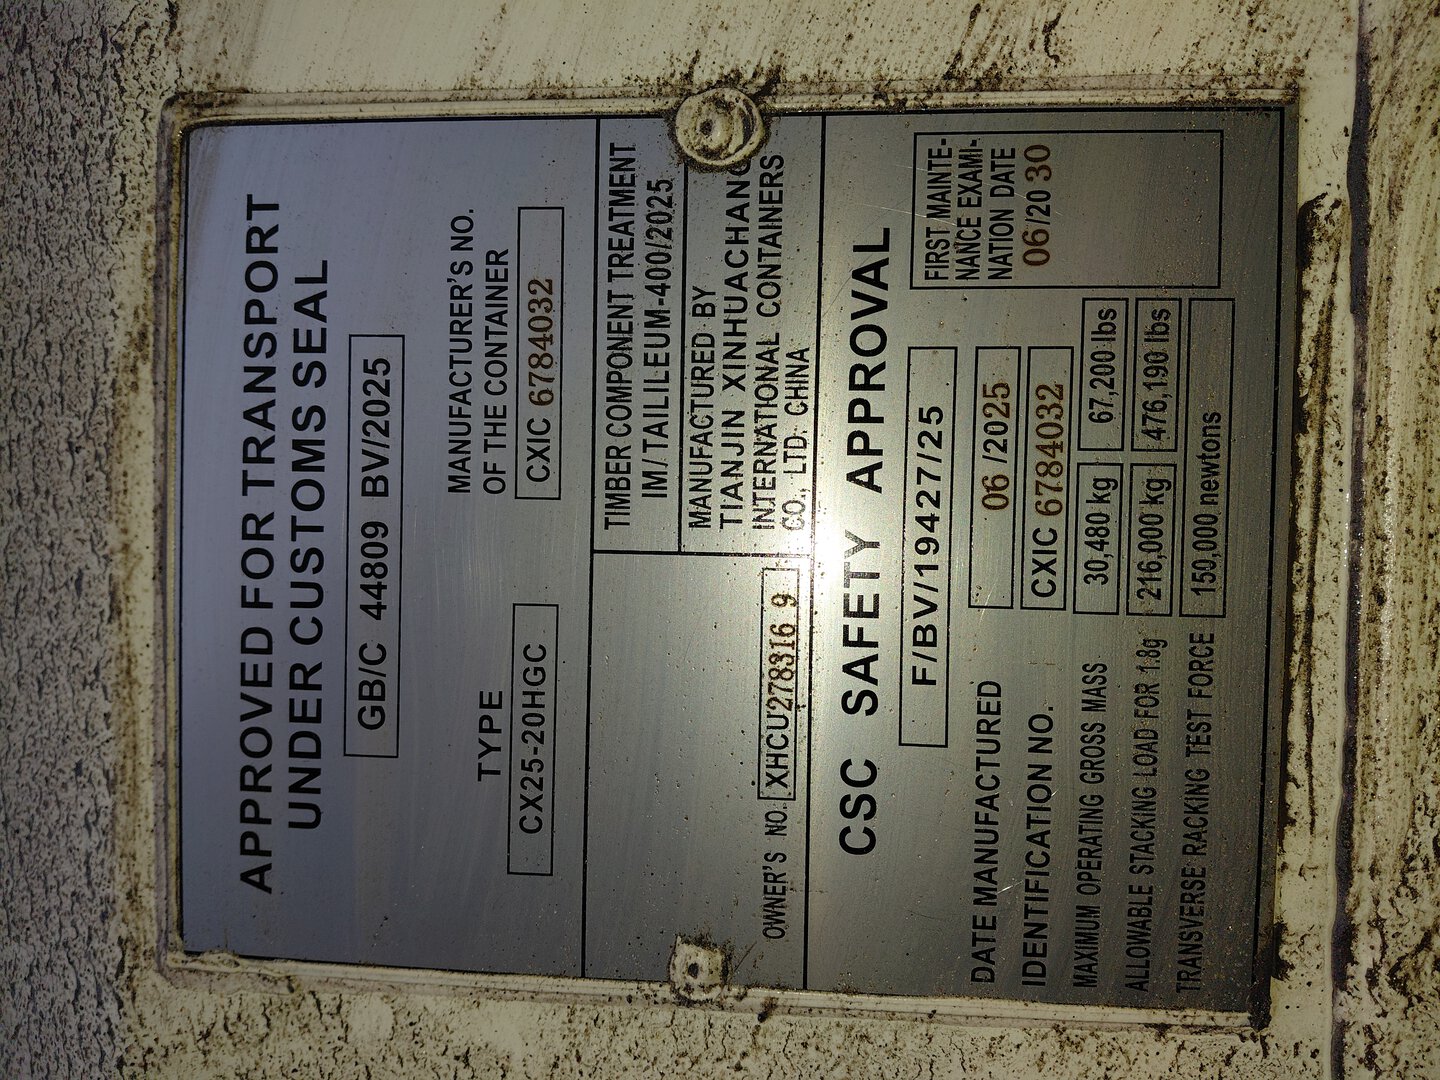 APPROVED FOR TRANSPORT
UNDER CUSTOMS SEAL
GB/C 44809 BV/2025
TYPE
CX25-20HGC
MANUFACTURER'S NO.
OF THE CONTAINER
CXIC 6784032
TIMBER COMPONENT TREATMENT
IM/TAILILEUM-400/2025
MANUFACTURED BY
TIANJIN XINHUACHANG
INTERNATIONAL CONTAINERS
CO., LTD. CHINA
OWNER'S NO. XHCU278316 9
CSC SAFETY APPROVAL
F/BV/19427/25
DATE MANUFACTURED 06 /2025
IDENTIFICATION NO. CXIC 6784032
MAXIMUM OPERATING GROSS MASS 30,480 kg 67,200 lbs
ALLOWABLE STACKING LOAD FOR 1.8g 216,000 kg 476,190 lbs
TRANSVERSE RACKING TEST FORCE 150,000 newtons
FIRST MAINTE-
NANCE EXAMI-
NATION DATE
06/20 30